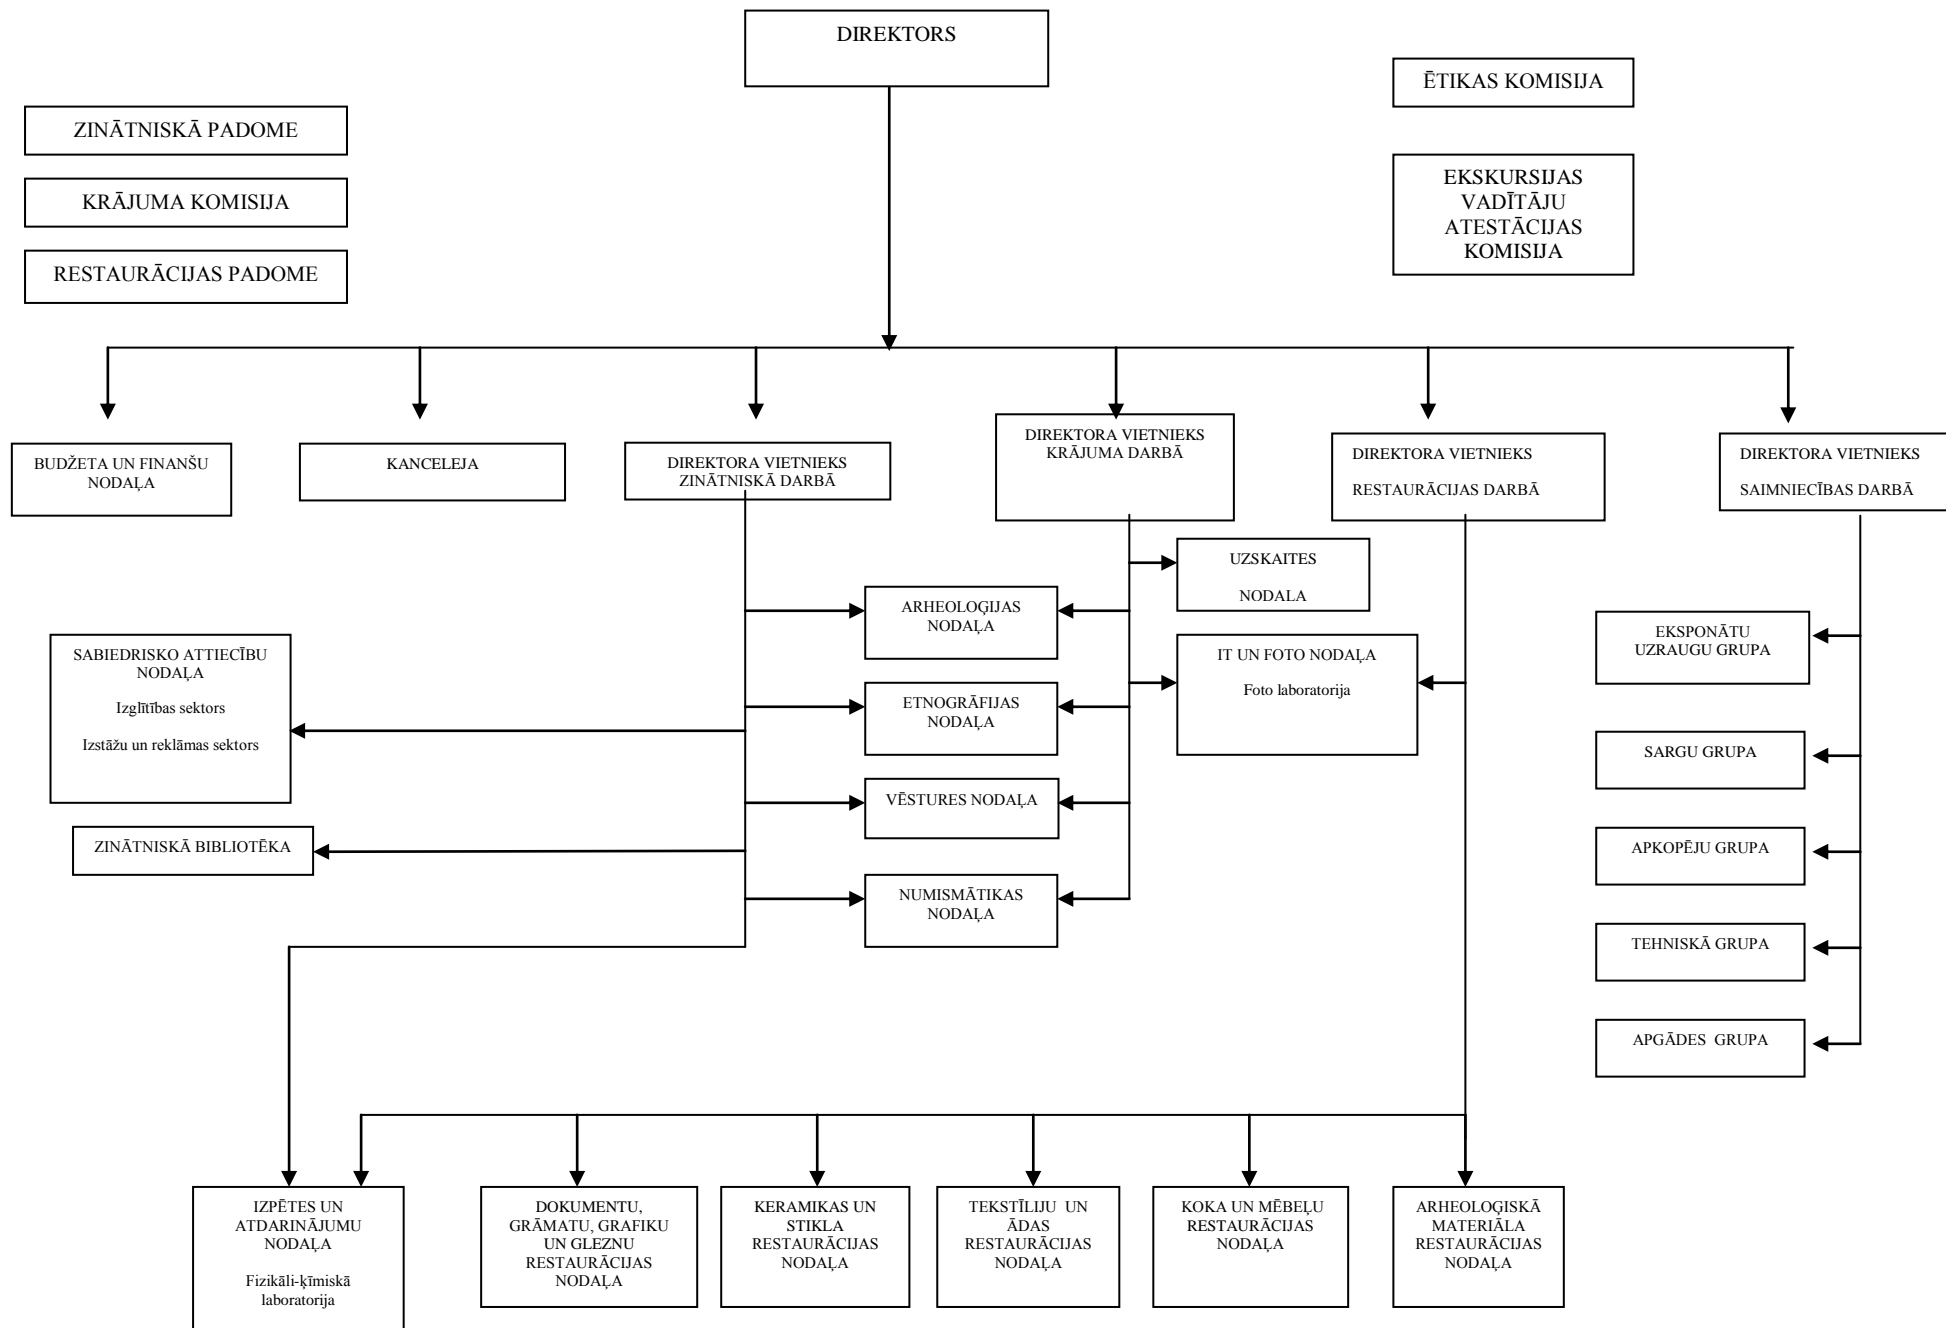 DIREKTORS
ĒTIKAS KOMISIJA
ZINĀTNISKĀ PADOME
KRĀJUMA KOMISIJA
RESTAURĀCIJAS PADOME
EKSKURSIJAS
VADĪTĀJU
ATESTĀCIJAS
KOMISIJA
BUDŽETA UN FINANŠU
NODAĻA
KANCELEJA
DIREKTORA VIETNIEKS
ZINĀTNISKĀ DARBĀ
DIREKTORA VIETNIEKS
KRĀJUMA DARBĀ
DIREKTORA VIETNIEKS
RESTAURĀCIJAS DARBĀ
DIREKTORA VIETNIEKS
SAIMNIECĪBAS DARBĀ
UZSKAITES
NODALA
ARHEOLOĢIJAS
NODAĻA
SABIEDRISKO ATTIECĪBU
NODAĻA
Izglītības sektors
Izstāžu un reklāmas sektors
IT UN FOTO NODAĻA
Foto laboratorija
EKSPONĀTU
UZRAUGU GRUPA
ETNOGRĀFIJAS
NODAĻA
SARGU GRUPA
VĒSTURES NODAĻA
ZINĀTNISKĀ BIBLIOTĒKA
APKOPĒJU GRUPA
NUMISMĀTIKAS
NODAĻA
TEHNISKĀ GRUPA
APGĀDES GRUPA
IZPĒTES UN
ATDARINĀJUMU
NODAĻA
Fizikāli-ķīmiskā
laboratorija
DOKUMENTU,
GRĀMATU, GRAFIKU
UN GLEZNU
RESTAURĀCIJAS
NODAĻA
KERAMIKAS UN
STIKLA
RESTAURĀCIJAS
NODAĻA
TEKSTĪLIJU UN
ĀDAS
RESTAURĀCIJAS
NODAĻA
KOKA UN MĒBEĻU
RESTAURĀCIJAS
NODAĻA
ARHEOLOĢISKĀ
MATERIĀLA
RESTAURĀCIJAS
NODAĻA